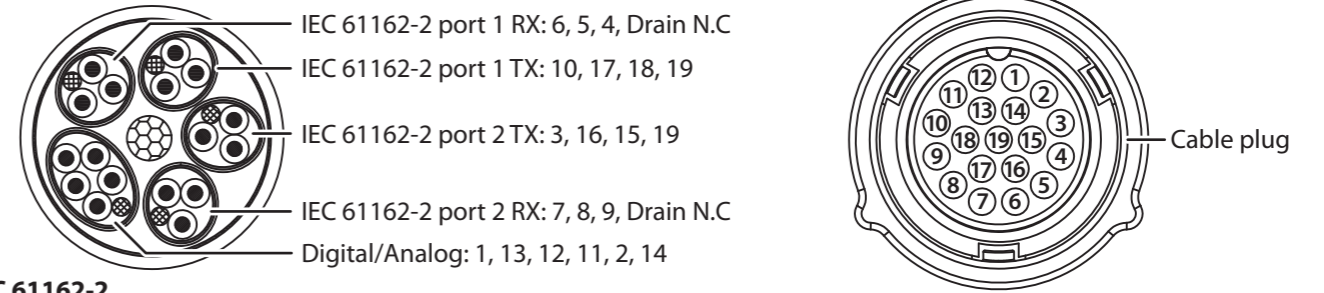 IEC 61162-2 port 1 RX: 6, 5, 4, Drain N.C
IEC 61162-2 port 1 TX: 10, 17, 18, 19
IEC 61162-2 port 2 TX: 3, 16, 15, 19
IEC 61162-2 port 2 RX: 7, 8, 9, Drain N.C
Digital/Analog: 1, 13, 12, 11, 2, 14
12 1
11 2
13 14
10 3
18 19 15
9 4
17 16
8 5
7 6
Cable plug
C 61162-2